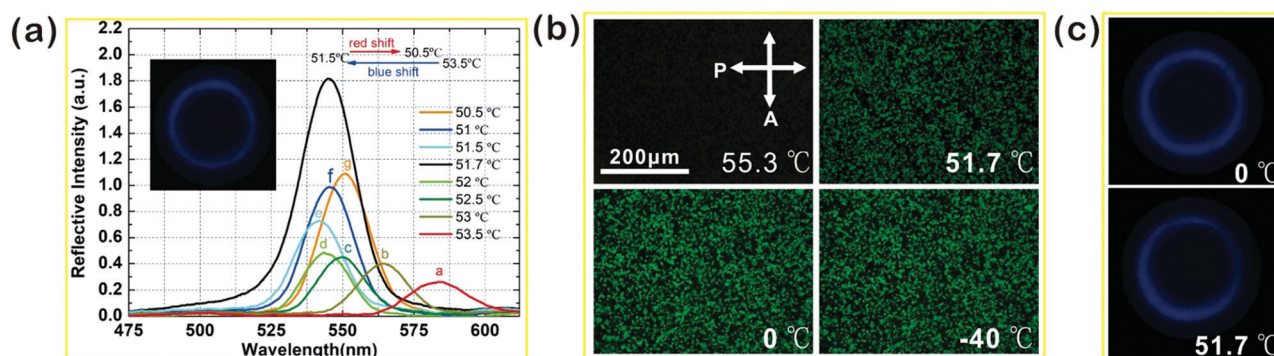 (a)
2.2
2.0
1.8
1.6
1.4
1.2
1.0
0.8
0.6
0.4
0.2
0.0
Reflective Intensity (a.u.)
red shift
51.5℃ 50.5℃
blue shift 53.5℃
50.5 ℃
51 ℃
51.5 ℃
51.7 ℃
52 ℃
52.5 ℃
53 ℃
53.5 ℃
g
f
e
d
c
b
a
475 500 525 550 575 600
Wavelength(nm)
(b)
P
A
200μm
55.3 ℃
51.7 ℃
0 ℃
-40 ℃
(c)
0 ℃
51.7 ℃